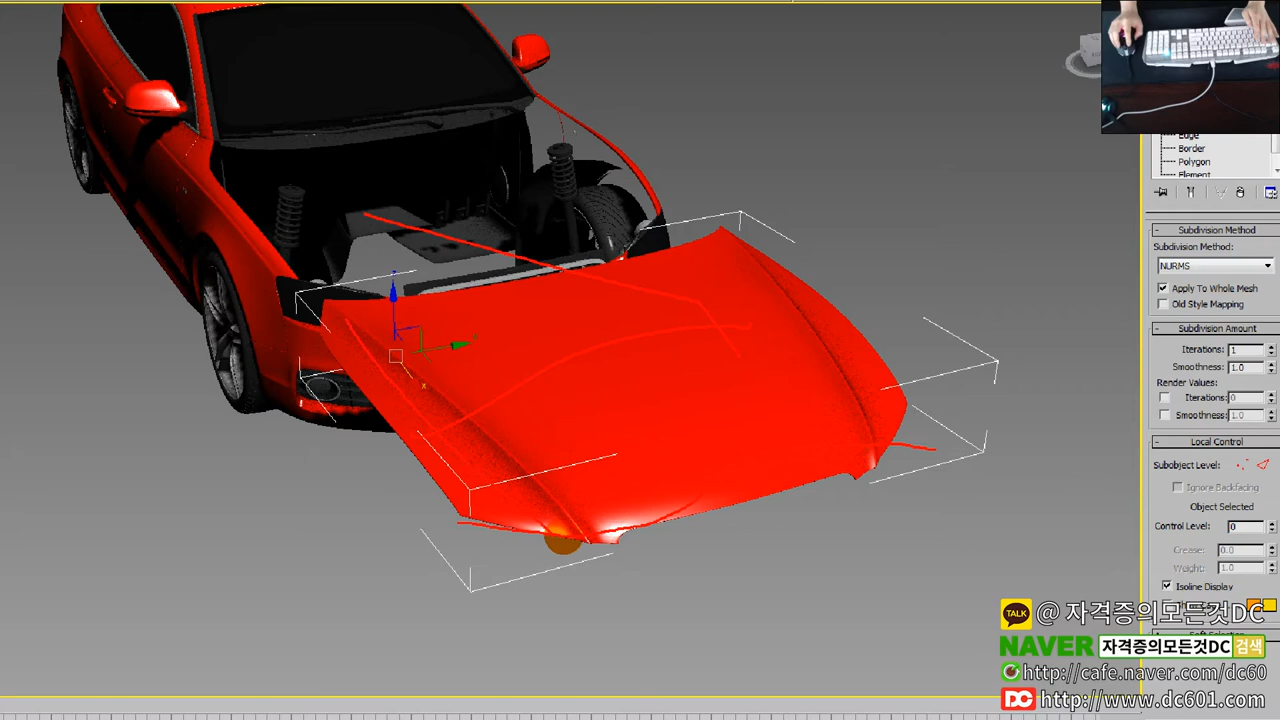 Edge
Border
Polygon
Element
- Subdivision Method
Subdivision Method:
NURMS
Apply To Whole Mesh
Old Style Mapping
- Subdivision Amount
Iterations: 1
Smoothness: 1.0
Render Values:
Iterations: 0
Smoothness: 1.0
- Local Control
Subobject Level:
Ignore Backfacing
Object Selected
Control Level: 0
Crease: 0.0
Weight: 1.0
Isoline Display
Soft Selection
x
TALK @ 자격증의모든것DC
NAVER 자격증의모든것DC 검색
http://cafe.naver.com/dc60
DC http://www.dc601.com